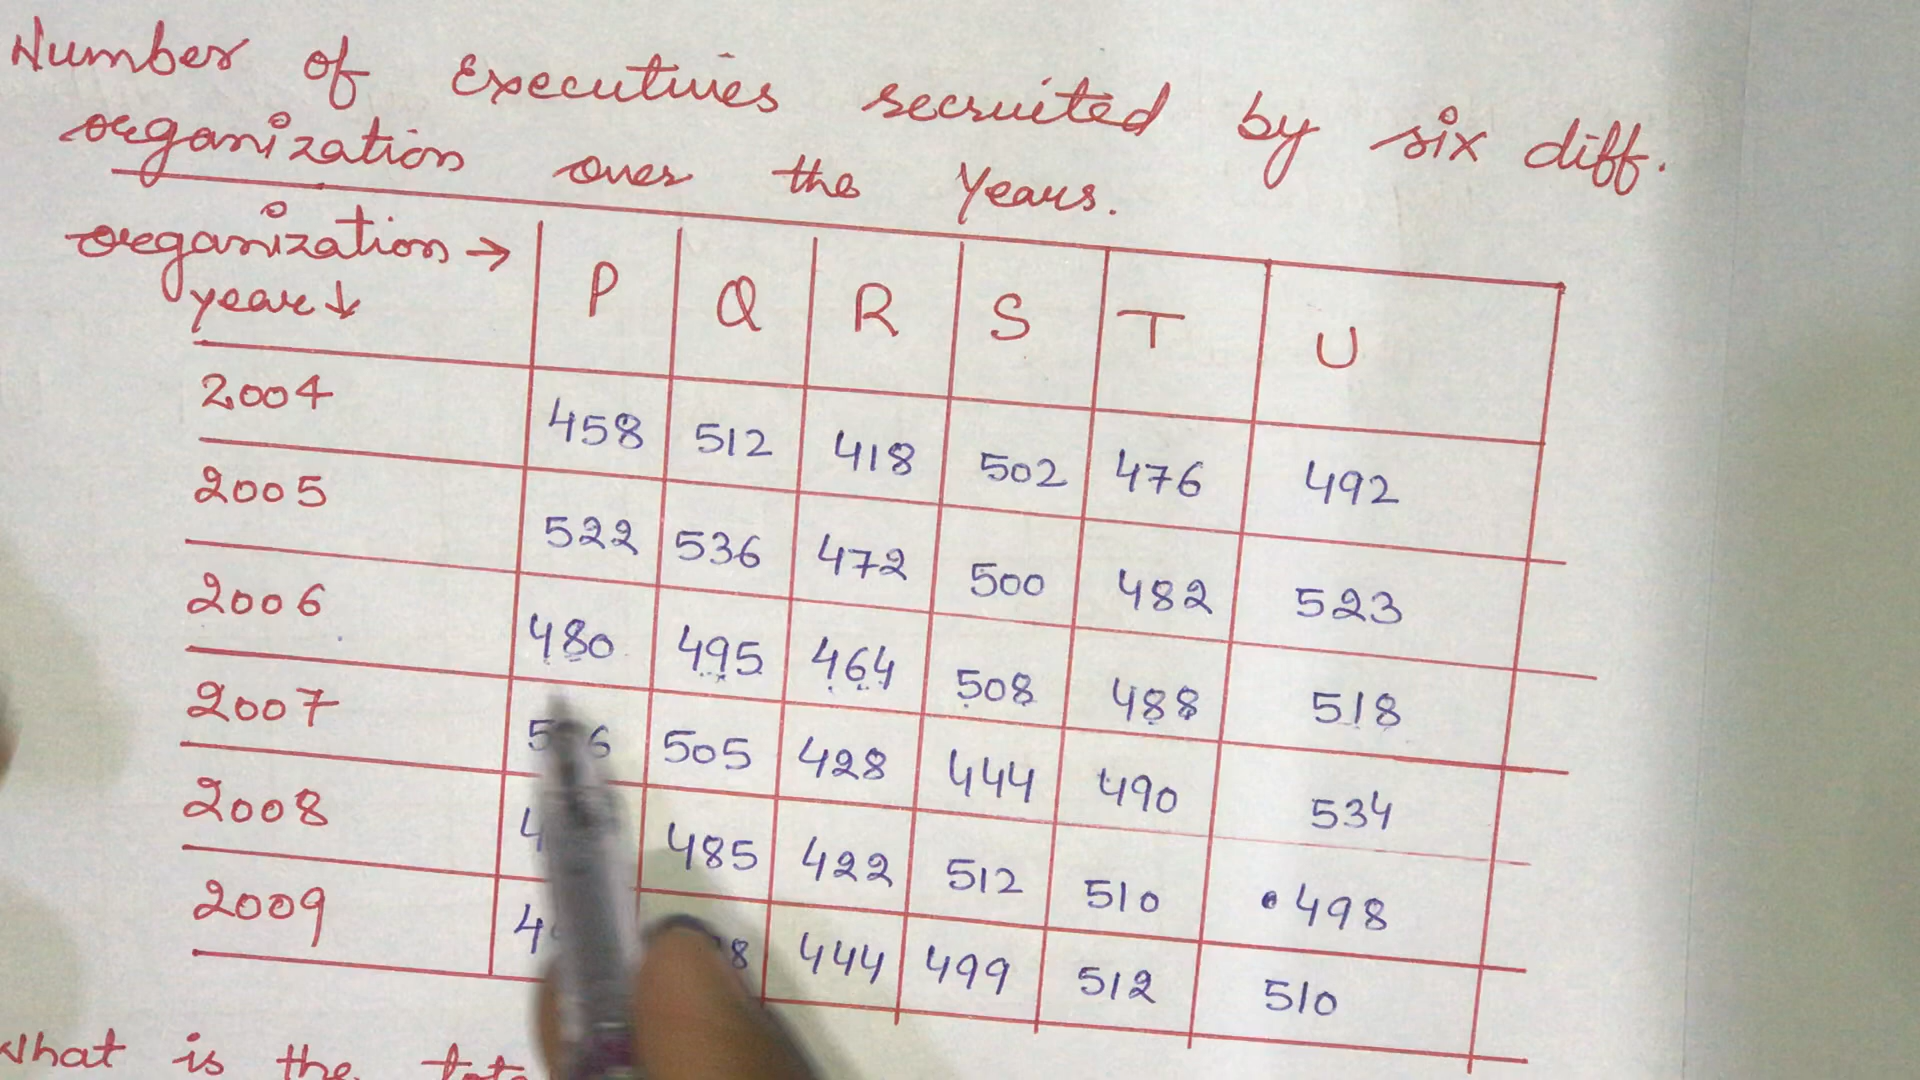 Number of Executives recruited by six diff.
organization over the Years.
organization → P Q R S T U
year ↓
2004 458 512 418 502 476 492
2005 522 536 472 500 482 523
2006 480 495 464 508 488 518
2007 505 428 444 490 534
2008 485 422 512 510 498
2009 444 499 512 510
What is the